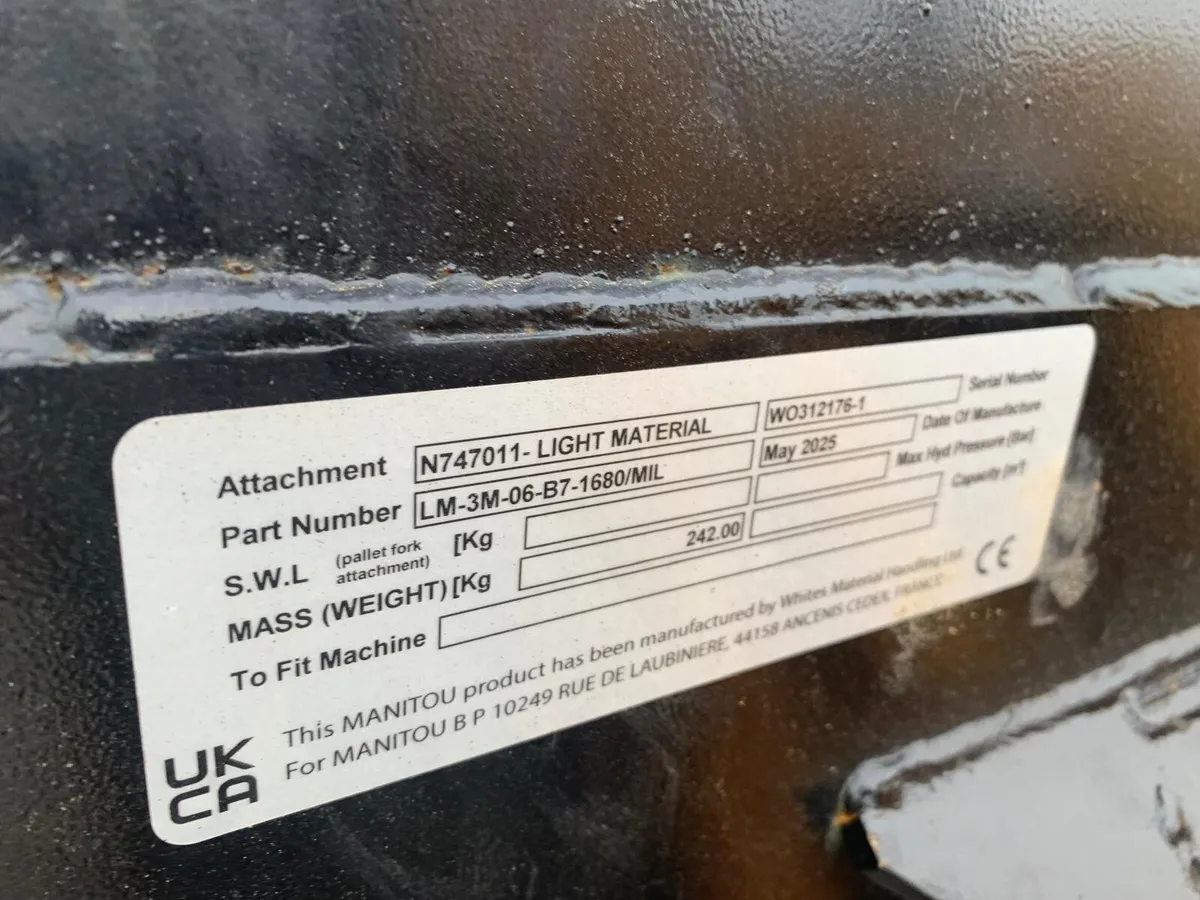 Attachment N747011- LIGHT MATERIAL WO312176-1 Serial Number
Part Number LM-3M-06-B7-1680/MIL May 2025 Date Of Manufacture
S.W.L (pallet fork attachment) [Kg Max Hyd Pressure (Bar)
MASS (WEIGHT) [Kg 242.00 Capacity (m³)
To Fit Machine
This MANITOU product has been manufactured by Whites Material Handling Ltd.
For MANITOU B P 10249 RUE DE LAUBINIERE, 44158 ANCENIS CEDEX, FRANCE
CE
UK
CA